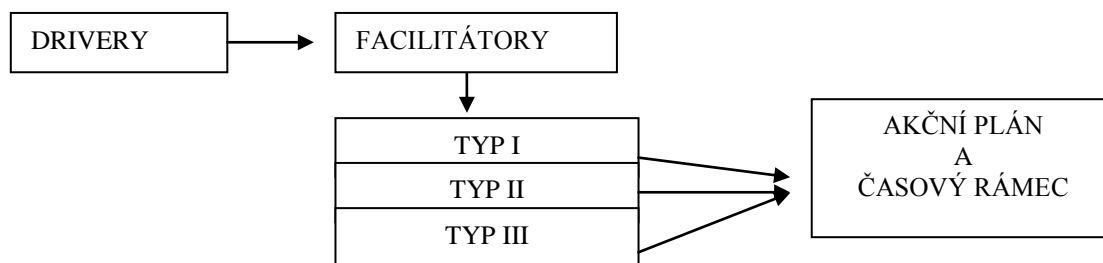 DRIVERY
FACILITÁTORY
TYP I
TYP II
TYP III
AKČNÍ PLÁN
A
ČASOVÝ RÁMEC